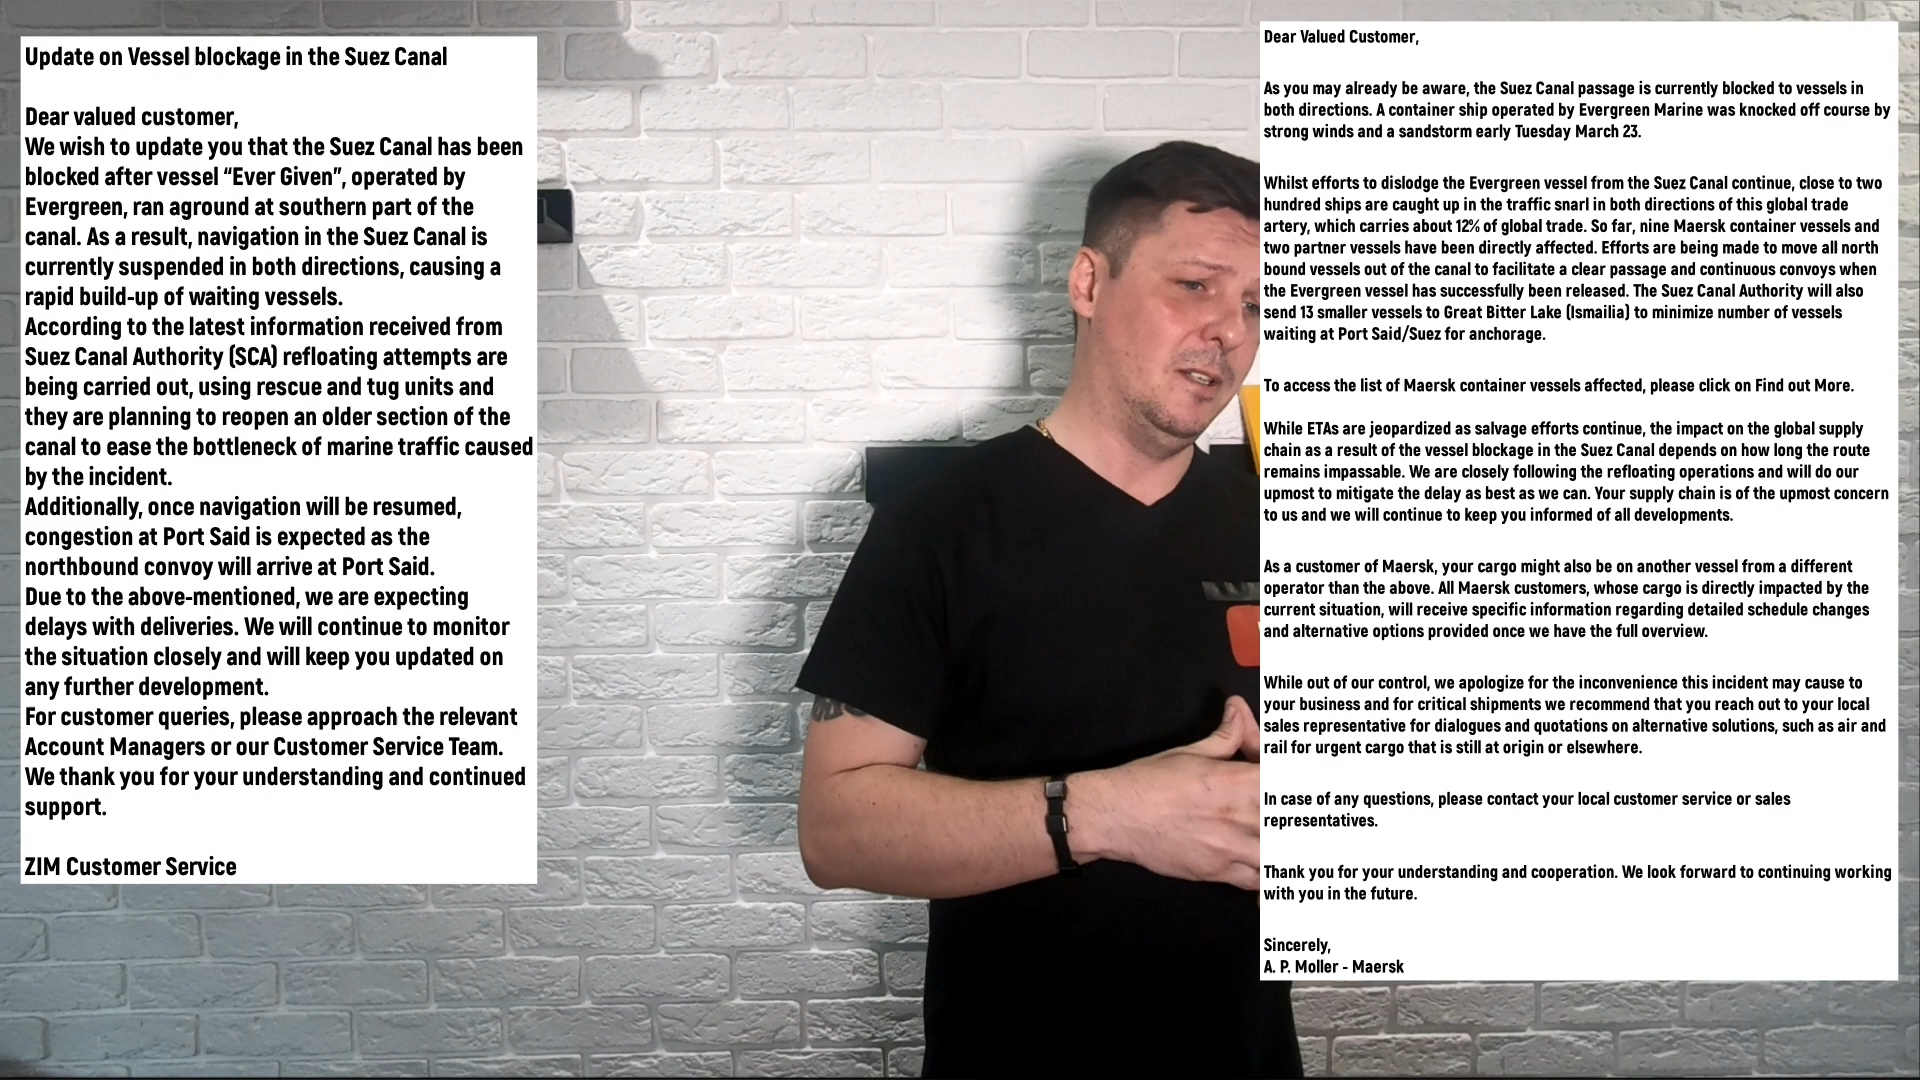 Update on Vessel blockage in the Suez Canal
Dear valued customer,
We wish to update you that the Suez Canal has been
blocked after vessel “Ever Given”, operated by
Evergreen, ran aground at southern part of the
canal. As a result, navigation in the Suez Canal is
currently suspended in both directions, causing a
rapid build-up of waiting vessels.
According to the latest information received from
Suez Canal Authority (SCA) refloating attempts are
being carried out, using rescue and tug units and
they are planning to reopen an older section of the
canal to ease the bottleneck of marine traffic caused
by the incident.
Additionally, once navigation will be resumed,
congestion at Port Said is expected as the
northbound convoy will arrive at Port Said.
Due to the above-mentioned, we are expecting
delays with deliveries. We will continue to monitor
the situation closely and will keep you updated on
any further development.
For customer queries, please approach the relevant
Account Managers or our Customer Service Team.
We thank you for your understanding and continued
support.
ZIM Customer Service
Dear Valued Customer,
As you may already be aware, the Suez Canal passage is currently blocked to vessels in
both directions. A container ship operated by Evergreen Marine was knocked off course by
strong winds and a sandstorm early Tuesday March 23.
Whilst efforts to dislodge the Evergreen vessel from the Suez Canal continue, close to two
hundred ships are caught up in the traffic snarl in both directions of this global trade
artery, which carries about 12% of global trade. So far, nine Maersk container vessels and
two partner vessels have been directly affected. Efforts are being made to move all north
bound vessels out of the canal to facilitate a clear passage and continuous convoys when
the Evergreen vessel has successfully been released. The Suez Canal Authority will also
send 13 smaller vessels to Great Bitter Lake (Ismailia) to minimize number of vessels
waiting at Port Said/Suez for anchorage.
To access the list of Maersk container vessels affected, please click on Find out More.
While ETAs are jeopardized as salvage efforts continue, the impact on the global supply
chain as a result of the vessel blockage in the Suez Canal depends on how long the route
remains impassable. We are closely following the refloating operations and will do our
upmost to mitigate the delay as best as we can. Your supply chain is of the upmost concern
to us and we will continue to keep you informed of all developments.
As a customer of Maersk, your cargo might also be on another vessel from a different
operator than the above. All Maersk customers, whose cargo is directly impacted by the
current situation, will receive specific information regarding detailed schedule changes
and alternative options provided once we have the full overview.
While out of our control, we apologize for the inconvenience this incident may cause to
your business and for critical shipments we recommend that you reach out to your local
sales representative for dialogues and quotations on alternative solutions, such as air and
rail for urgent cargo that is still at origin or elsewhere.
In case of any questions, please contact your local customer service or sales
representatives.
Thank you for your understanding and cooperation. We look forward to continuing working
with you in the future.
Sincerely,
A. P. Moller - Maersk